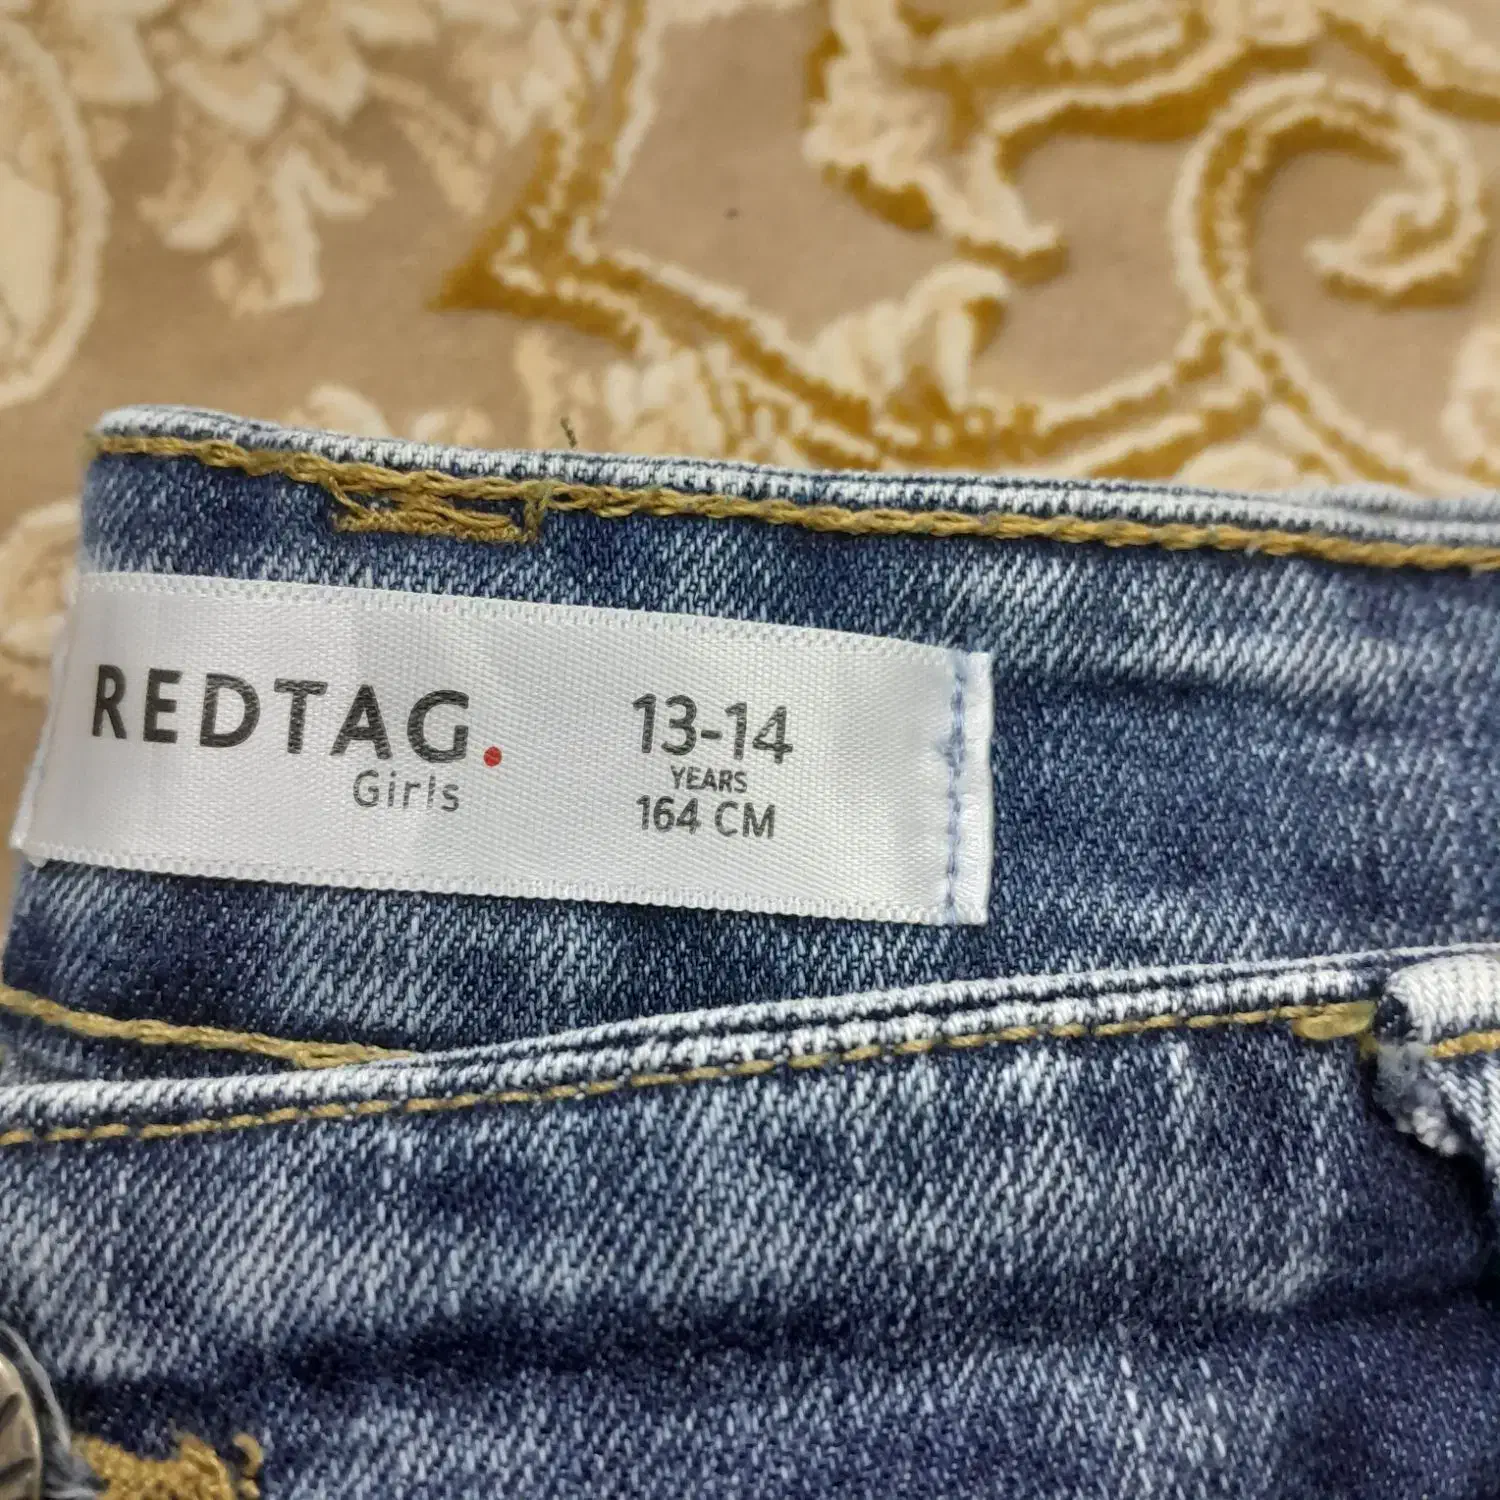 REDTAG.
Girls
13-14
YEARS
164 CM